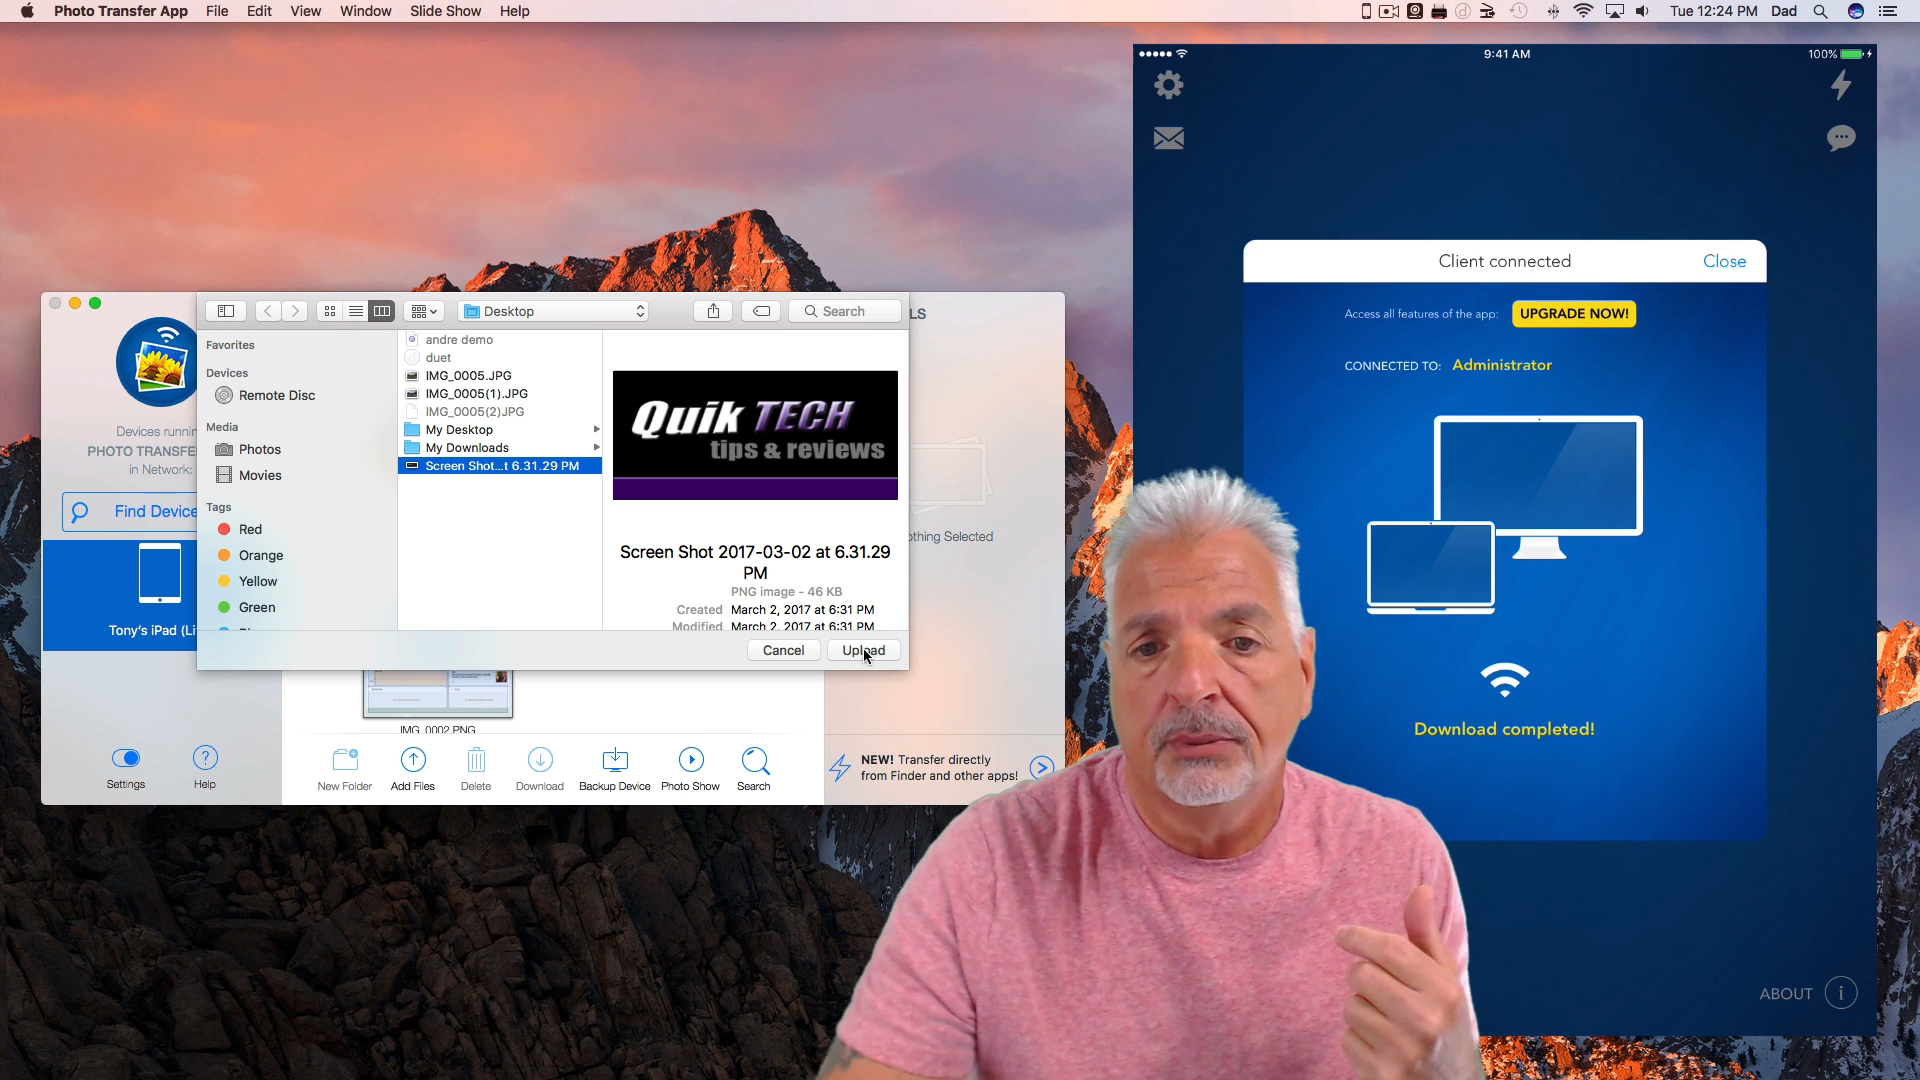 Photo Transfer App File Edit View Window Slide Show Help
Tue 12:24 PM Dad
9:41 AM
100%
Client connected
Close
Access all features of the app:
UPGRADE NOW!
CONNECTED TO: Administrator
Download completed!
ABOUT
Desktop
Search
LS
Favorites
Devices
Remote Disc
Media
Photos
Movies
Tags
Red
Orange
Yellow
Green
andre demo
duet
IMG_0005.JPG
IMG_0005(1).JPG
IMG_0005(2)JPG
My Desktop
My Downloads
Screen Shot...t 6.31.29 PM
Quik TECH
tips & reviews
Screen Shot 2017-03-02 at 6.31.29
PM
PNG image - 46 KB
Created March 2, 2017 at 6:31 PM
Modified March 2, 2017 at 6:31 PM
Cancel
Upload
Devices
PHOTO TRANSFE
in Network:
Find Device
Tony's iPad
Settings
Help
othing Selected
IMG_0002.PNG
New Folder
Add Files
Delete
Download
Backup Device
Photo Show
Search
NEW! Transfer directly
from Finder and other apps!